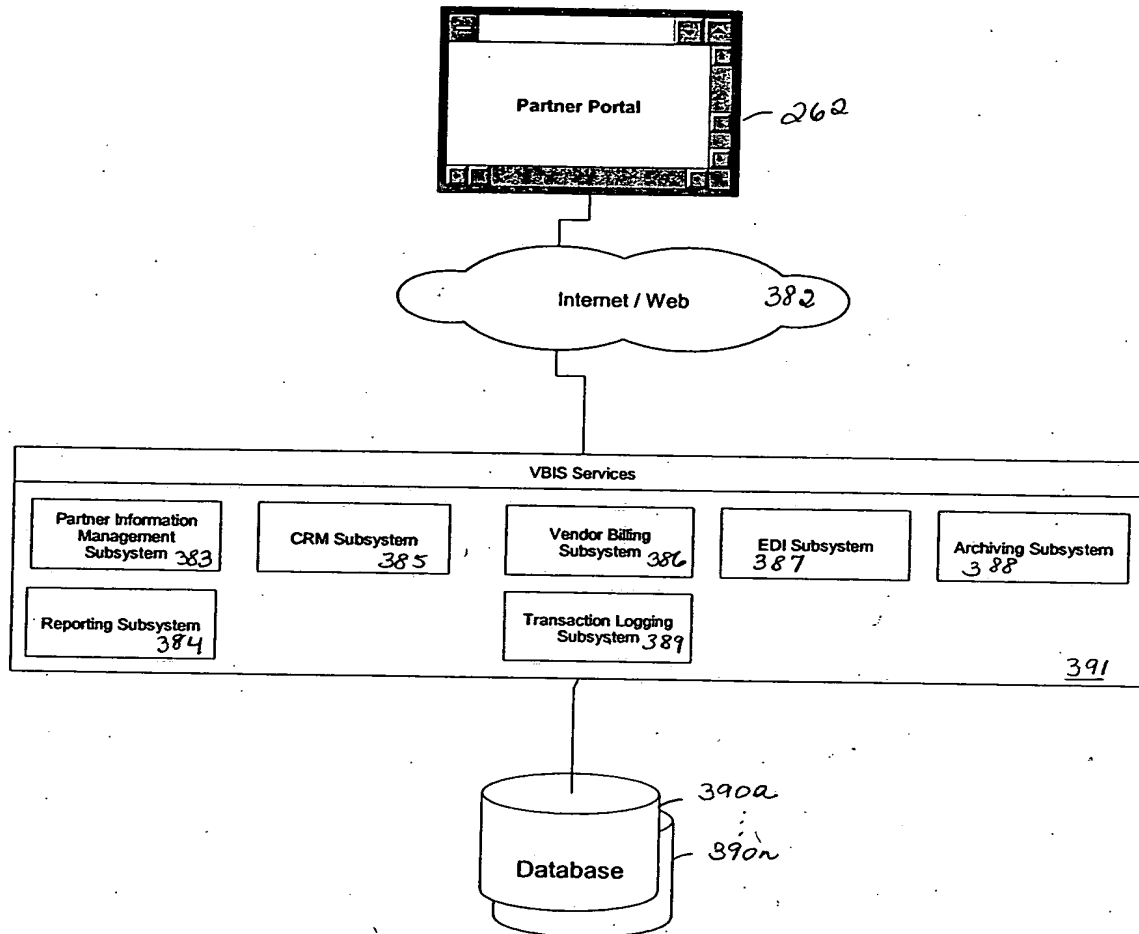 Partner Portal
262
Internet / Web 382
VBIS Services
Partner Information
Management
Subsystem 383
CRM Subsystem
385
Vendor Billing
Subsystem 386
EDI Subsystem
387
Archiving Subsystem
388
Reporting Subsystem
384
Transaction Logging
Subsystem 389
391
390a
390n
Database